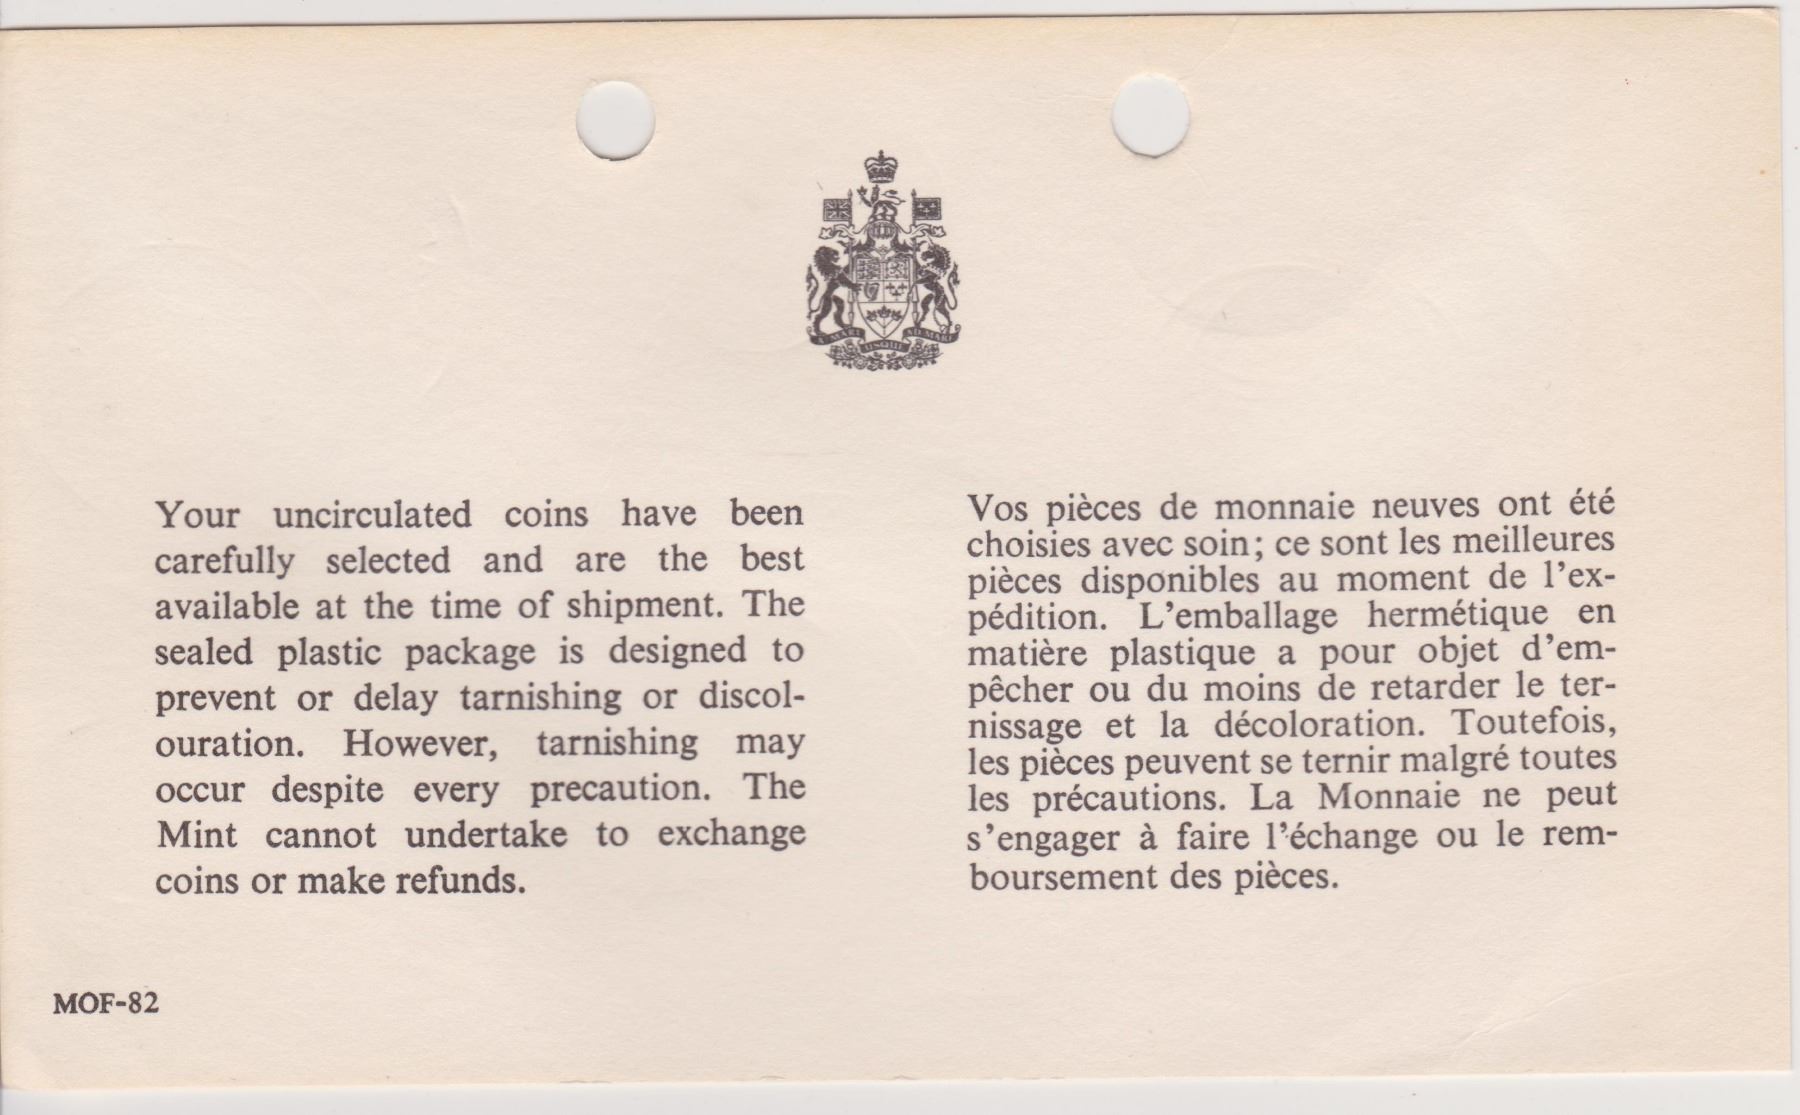 A MARI USQUE AD MARE
Your uncirculated coins have been
carefully selected and are the best
available at the time of shipment. The
sealed plastic package is designed to
prevent or delay tarnishing or discol-
ouration. However, tarnishing may
occur despite every precaution. The
Mint cannot undertake to exchange
coins or make refunds.
Vos pièces de monnaie neuves ont été
choisies avec soin; ce sont les meilleures
pièces disponibles au moment de l'ex-
pédition. L'emballage hermétique en
matière plastique a pour objet d'em-
pêcher ou du moins de retarder le ter-
nissage et la décoloration. Toutefois,
les pièces peuvent se ternir malgré toutes
les précautions. La Monnaie ne peut
s'engager à faire l'échange ou le rem-
boursement des pièces.
MOF-82